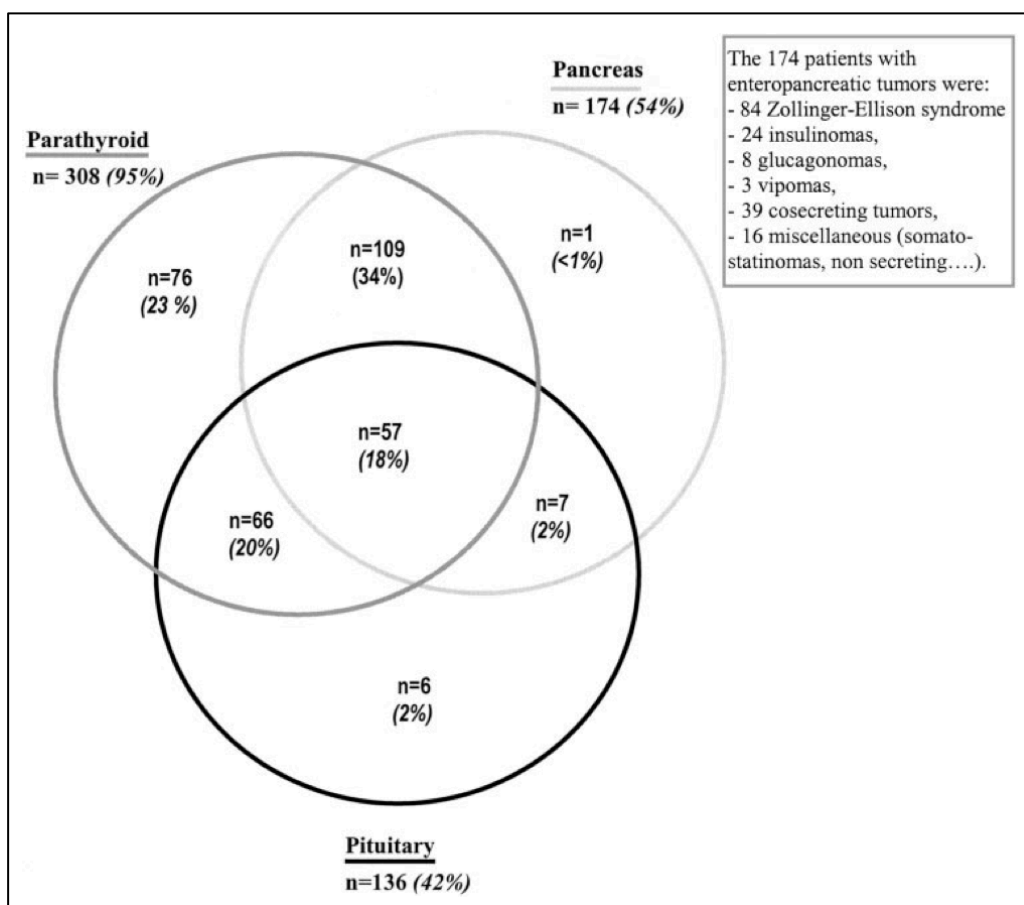 Pancreas
n= 174 (54%)
The 174 patients with
enteropancreatic tumors were:
- 84 Zollinger-Ellison syndrome
- 24 insulinomas,
- 8 glucagonomas,
- 3 vipomas,
- 39 cosecreting tumors,
- 16 miscellaneous (somato-
statinomas, non secreting….).
Parathyroid
n= 308 (95%)
n=109
(34%)
n=1
(<1%)
n=76
(23 %)
n=57
(18%)
n=7
(2%)
n=66
(20%)
n=6
(2%)
Pituitary
n=136 (42%)